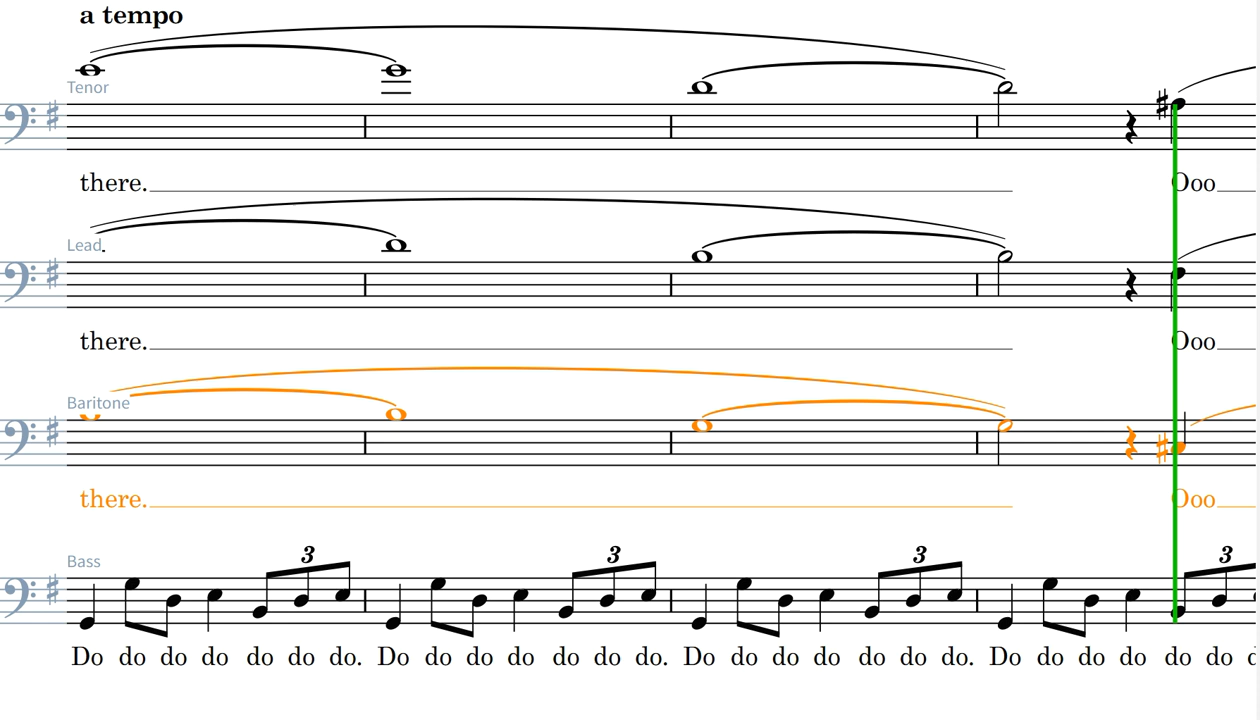 a tempo
Tenor
there. Ooo
Lead
there. Ooo
Baritone
there. Ooo
3 3 3 3
Bass
Do do do do do do do. Do do do do do do do. Do do do do do do do. Do do do do do do